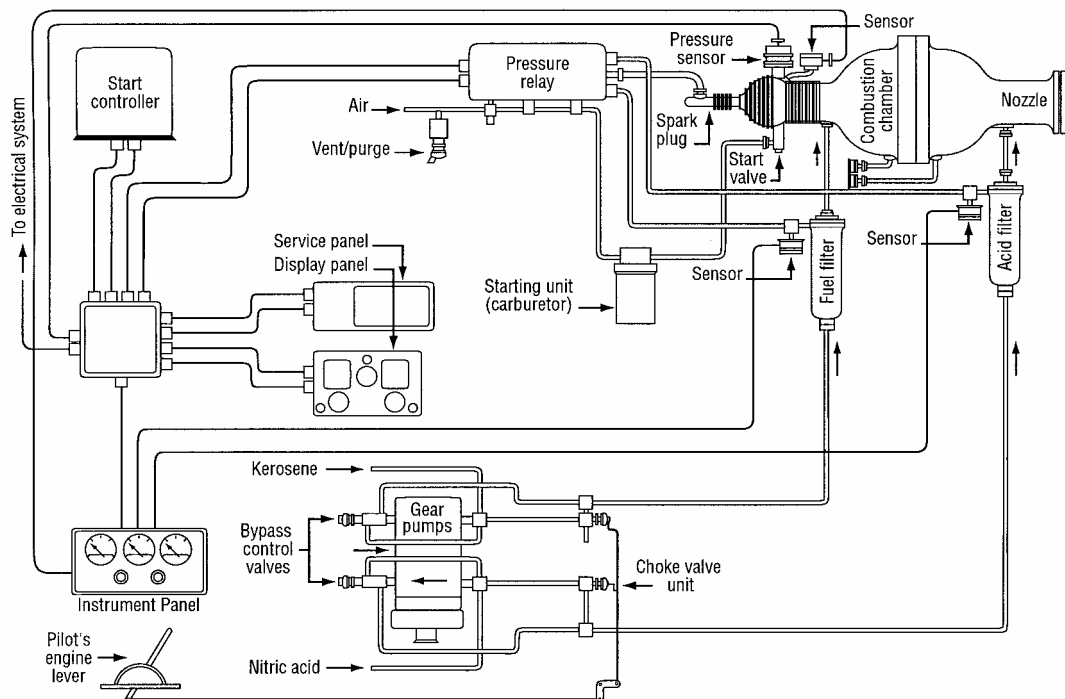 Sensor
Pressure
sensor
Start
controller
Pressure
relay
Combustion
chamber
Nozzle
Air
Spark
plug
Vent/purge
Start
valve
To electrical system
Service panel
Display panel
Sensor
Sensor
Fuel filter
Acid filter
Starting unit
(carburetor)
Kerosene
Gear
pumps
Bypass
control
valves
Choke valve
unit
Instrument Panel
Pilot's
engine
lever
Nitric acid